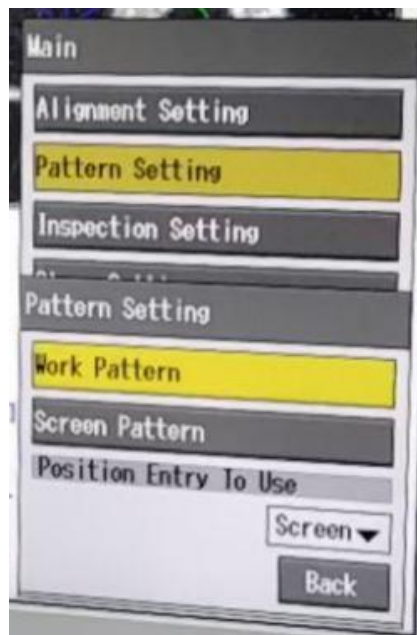 Main
Alignment Setting
Pattern Setting
Inspection Setting
Pattern Setting
Work Pattern
Screen Pattern
Position Entry To Use
Screen
Back